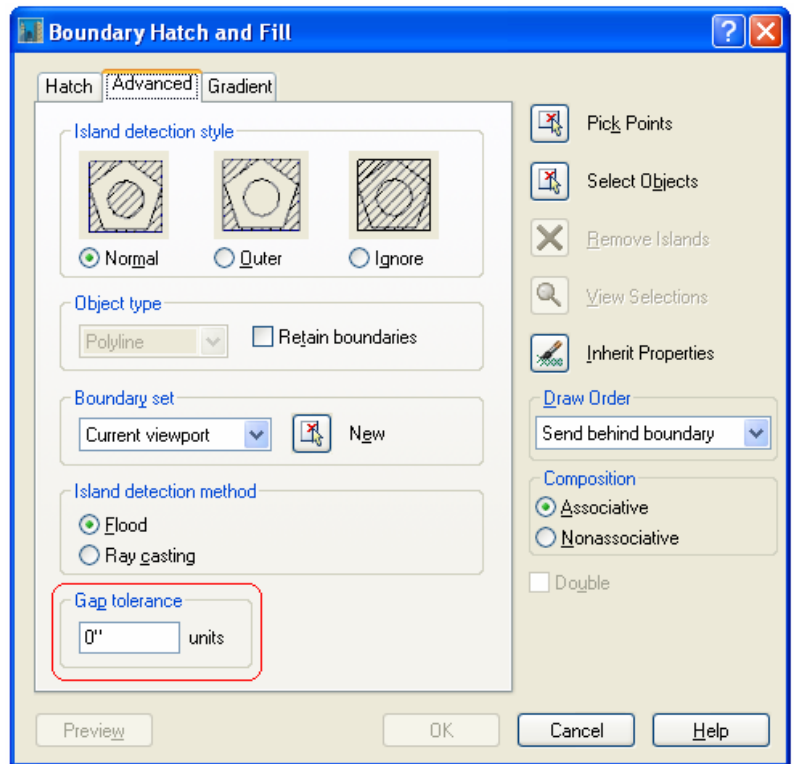 Boundary Hatch and Fill
Hatch Advanced Gradient
Island detection style
Normal Outer Ignore
Object type
Polyline Retain boundaries
Boundary set
Current viewport New
Island detection method
Flood
Ray casting
Gap tolerance
0" units
Pick Points
Select Objects
Remove Islands
View Selections
Inherit Properties
Draw Order
Send behind boundary
Composition
Associative
Nonassociative
Double
Preview OK Cancel Help